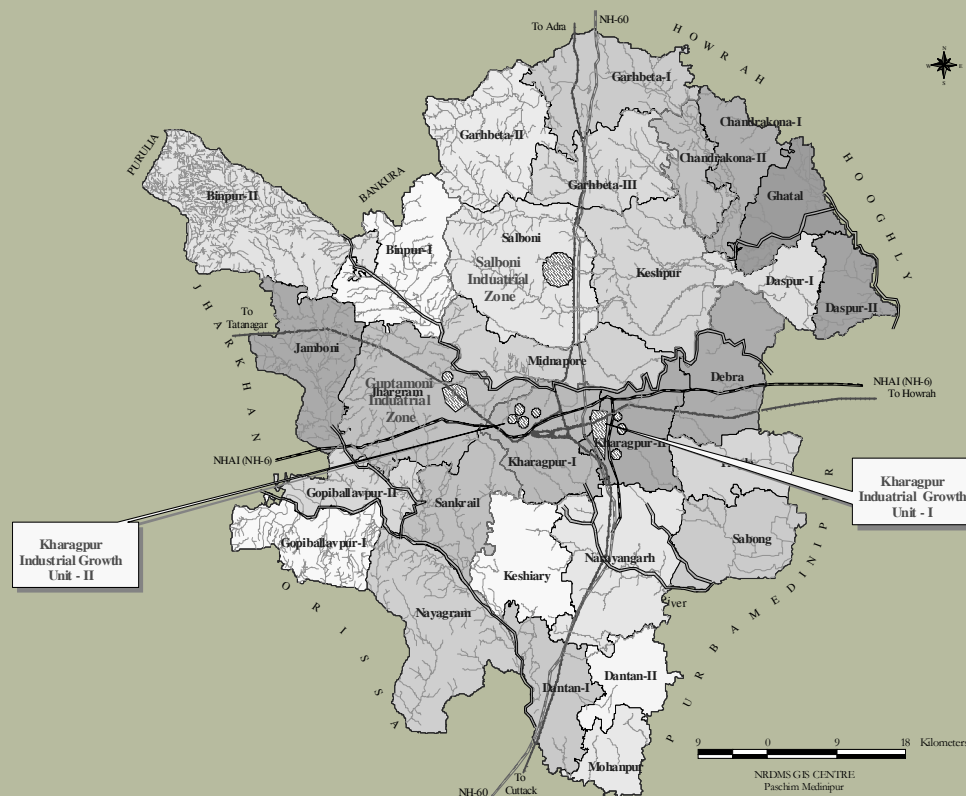 NH-60
To Adra
HOWRAH
N
W E
S
Garhbeta-I
Chandrakona-I
Garhbeta-II
PURULIA
Chandrakona-II
HOOGHLY
BANKURA
Garhbeta-III
Binpur-II
Ghatal
Salboni
Binpur-I
Salboni
Induatrial
Zone
Keshpur
Daspur-I
JHARKHAN
To
Tatanagar
Daspur-II
Jamboni
Midnapore
Debra
Guptamoni
Jhargram
Induatrial
Zone
NHAI (NH-6)
To Howrah
Kharagpur-II
NHAI (NH-6)
Kharagpur-I
Gopiballavpur-II
Sankrail
Kharagpur
Induatrial Growth
Unit - I
Sabong
Gopiballavpur-I
Kharagpur
Industrial Growth
Unit - II
Narayangarh
Keshiary
ORISSA
Nayagram
PURBA MEDINIPUR
Dantan-II
Dantan-I
9 0 9 18 Kilometers
Mohanpur
NRDMS GIS CENTRE
Paschim Medinipur
To
Cuttack
NH-60